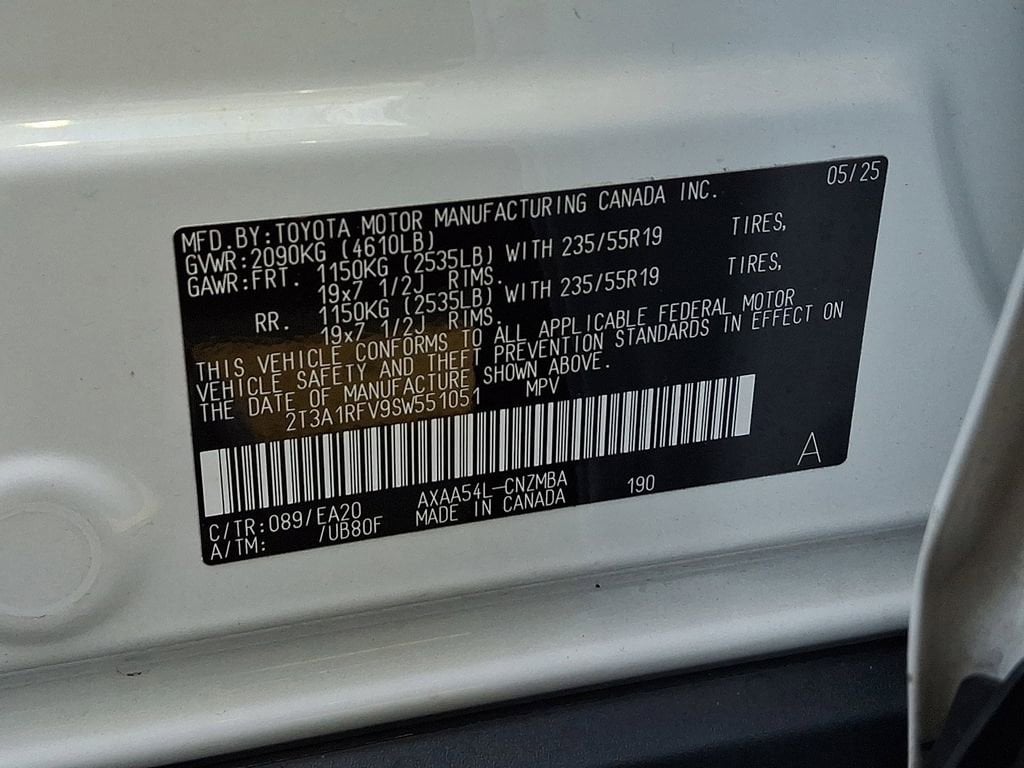 05/25
MFD.BY:TOYOTA MOTOR MANUFACTURING CANADA INC.
GVWR:2090KG (4610LB)
GAWR:FRT. 1150KG (2535LB) WITH 235/55R19 TIRES,
19x7 1/2J RIMS.
RR. 1150KG (2535LB) WITH 235/55R19 TIRES,
19x7 1/2J RIMS.
THIS VEHICLE CONFORMS TO ALL APPLICABLE FEDERAL MOTOR
VEHICLE SAFETY AND THEFT PREVENTION STANDARDS IN EFFECT ON
THE DATE OF MANUFACTURE SHOWN ABOVE.
2T3A1RFV9SW551051 MPV
A
C/TR:089/EA20 AXAA54L-CNZMBA 190
A/TM: /UB80F MADE IN CANADA